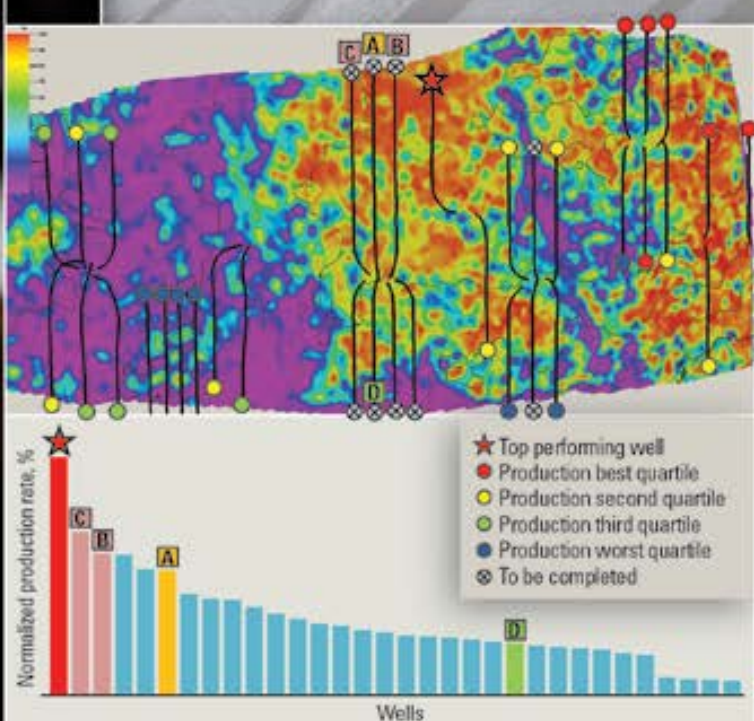 C A B
D
Normalized production rate, %
C
B
A
D
Wells
Top performing well
Production best quartile
Production second quartile
Production third quartile
Production worst quartile
To be completed